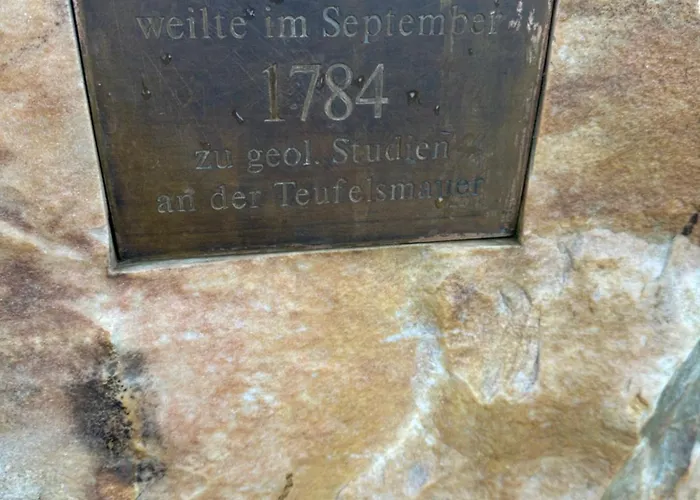 weilte im September
1784
zu geol. Studien
an der Teufelsmauer